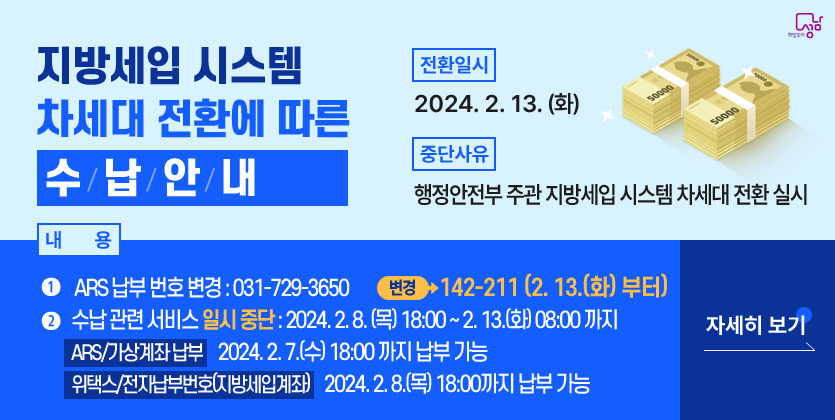 성남
지방세입 시스템
차세대 전환에 따른
수/납/안/내
전환일시
2024. 2. 13. (화)
중단사유
행정안전부 주관 지방세입 시스템 차세대 전환 실시
50000
50000
내 용
1 ARS 납부 번호 변경 : 031-729-3650 변경 142-211 (2. 13.(화) 부터)
2 수납 관련 서비스 일시 중단 : 2024. 2. 8. (목) 18:00 ~ 2. 13.(화) 08:00 까지
ARS/가상계좌 납부 2024. 2. 7.(수) 18:00 까지 납부 가능
위택스/전자납부번호(지방세입계좌) 2024. 2. 8.(목) 18:00까지 납부 가능
자세히 보기